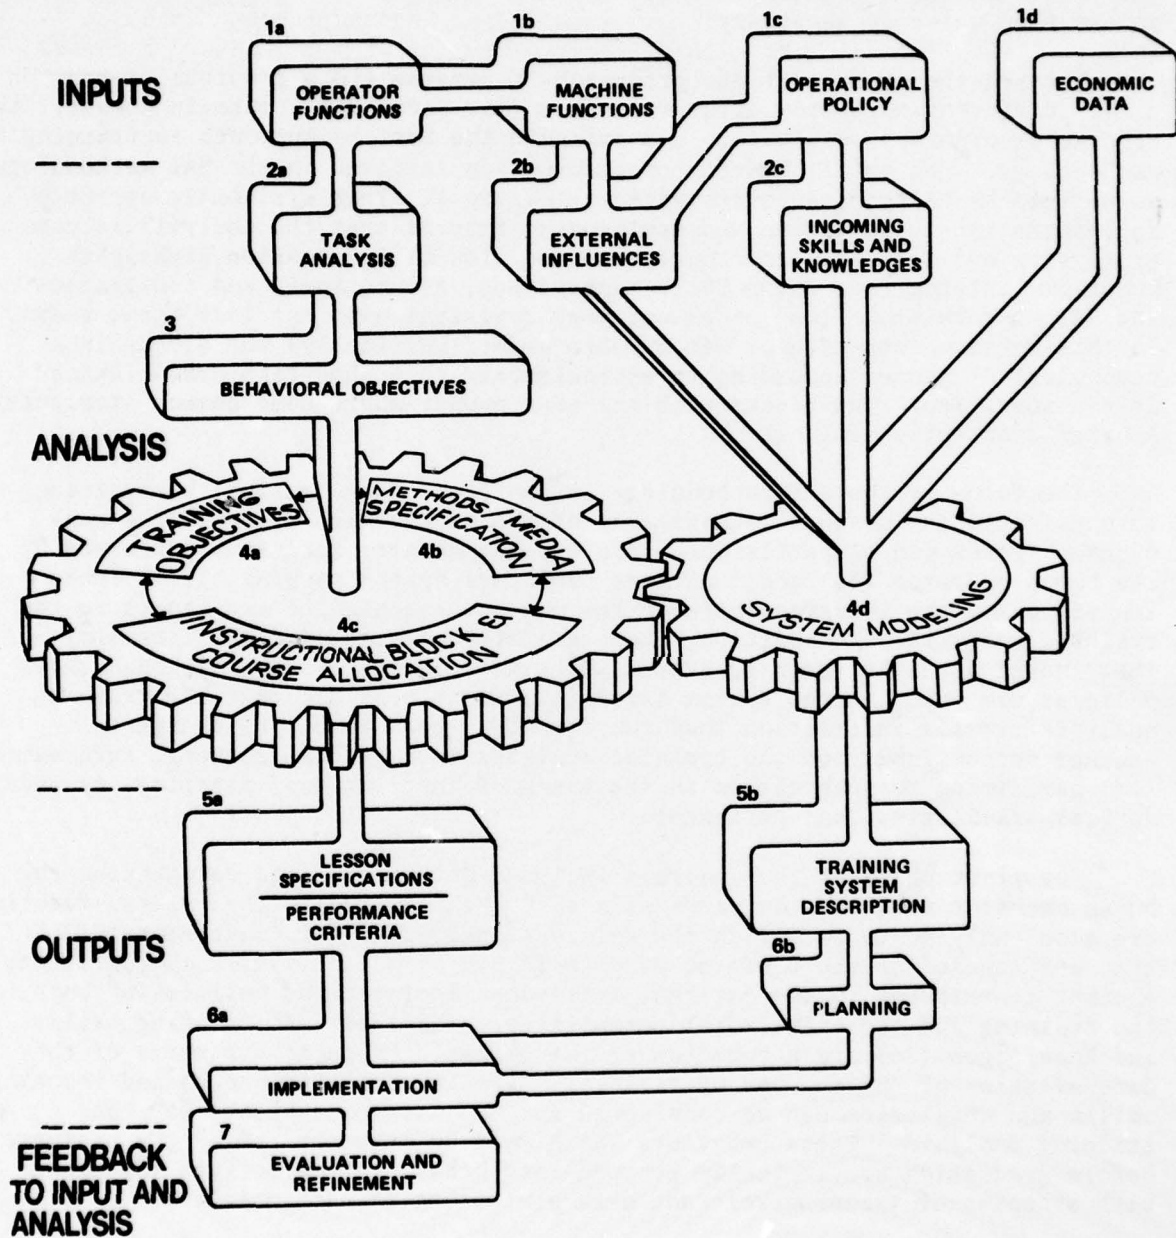 1a
1b
1c
1d
INPUTS
OPERATOR
FUNCTIONS
MACHINE
FUNCTIONS
OPERATIONAL
POLICY
ECONOMIC
DATA
2a
2b
2c
TASK
ANALYSIS
EXTERNAL
INFLUENCES
INCOMING
SKILLS AND
KNOWLEDGES
3
BEHAVIORAL OBJECTIVES
ANALYSIS
TRAINING
OBJECTIVES
METHODS/MEDIA
SPECIFICATION
4a
4b
4c
INSTRUCTIONAL BLOCK &
COURSE ALLOCATION
4d
SYSTEM MODELING
5a
5b
LESSON
SPECIFICATIONS
PERFORMANCE
CRITERIA
TRAINING
SYSTEM
DESCRIPTION
OUTPUTS
6b
PLANNING
6a
IMPLEMENTATION
7
EVALUATION AND
REFINEMENT
FEEDBACK
TO INPUT AND
ANALYSIS